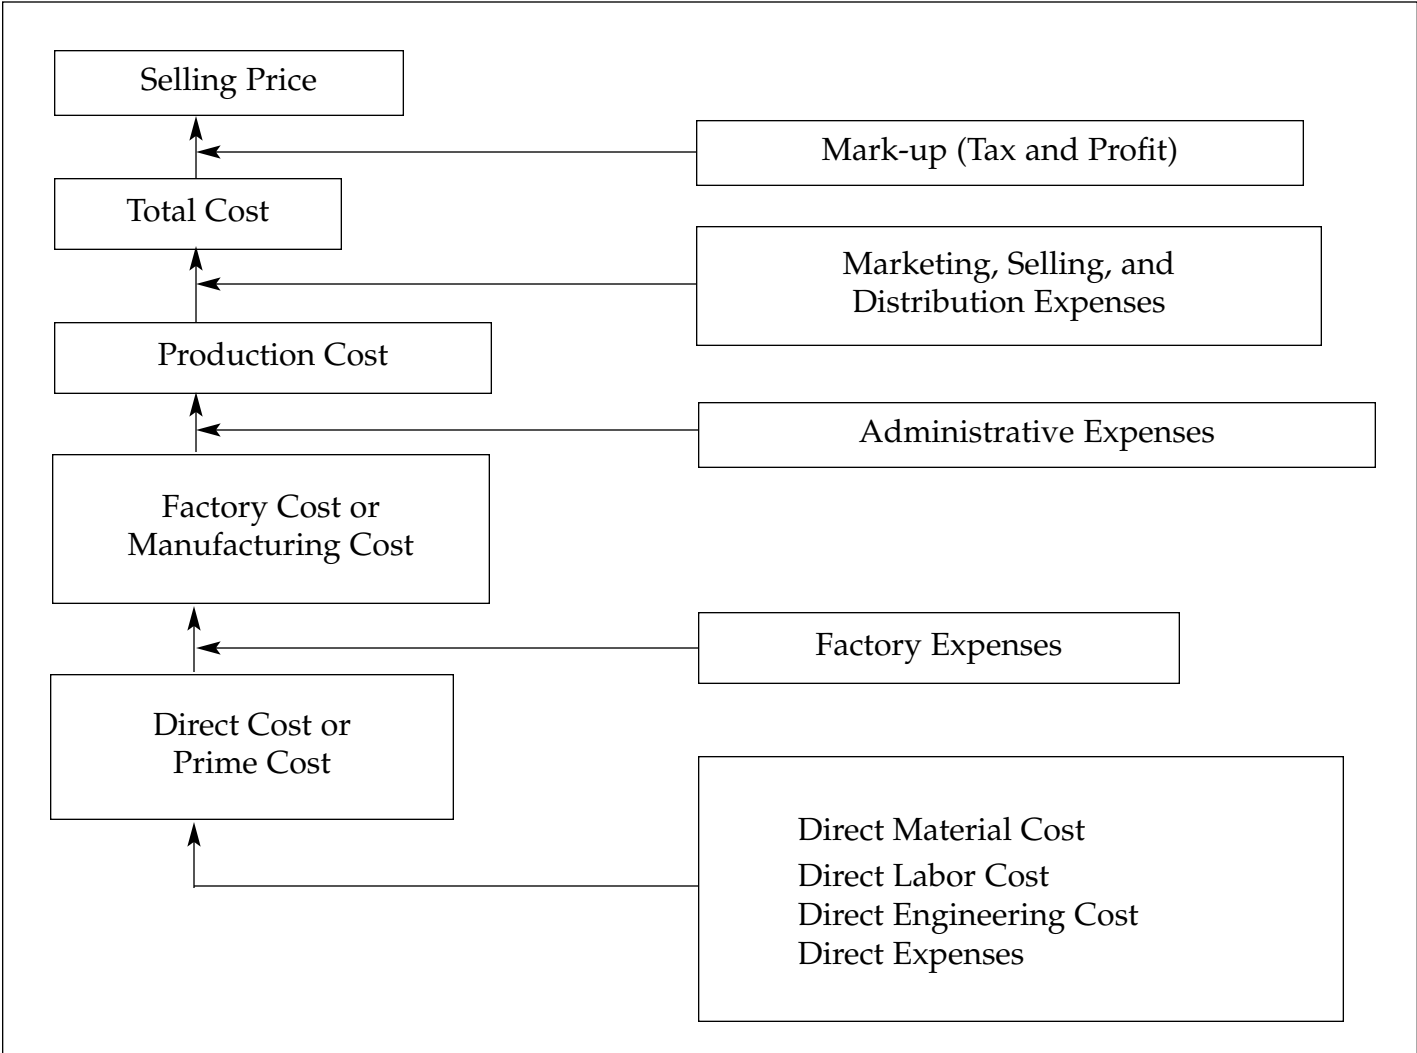 Selling Price
Mark-up (Tax and Profit)
Total Cost
Marketing, Selling, and
Distribution Expenses
Production Cost
Administrative Expenses
Factory Cost or
Manufacturing Cost
Factory Expenses
Direct Cost or
Prime Cost
Direct Material Cost
Direct Labor Cost
Direct Engineering Cost
Direct Expenses